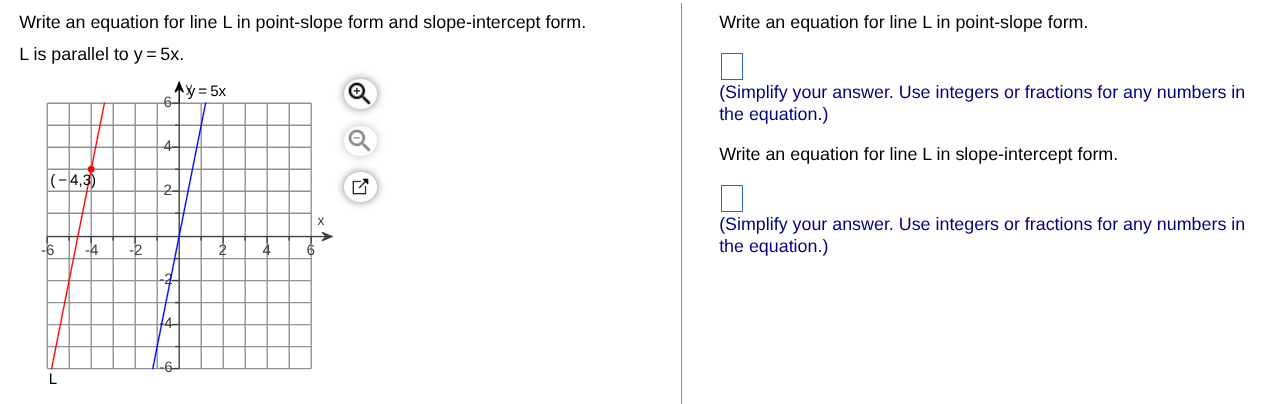 Write an equation for line L in point-slope form and slope-intercept form.
L is parallel to y = 5x.
y
y = 5x
6
4
(−4,3)
2
x
-6 -4 -2 2 4 6
-2
-4
-6
L
Write an equation for line L in point-slope form.
(Simplify your answer. Use integers or fractions for any numbers in
the equation.)
Write an equation for line L in slope-intercept form.
(Simplify your answer. Use integers or fractions for any numbers in
the equation.)